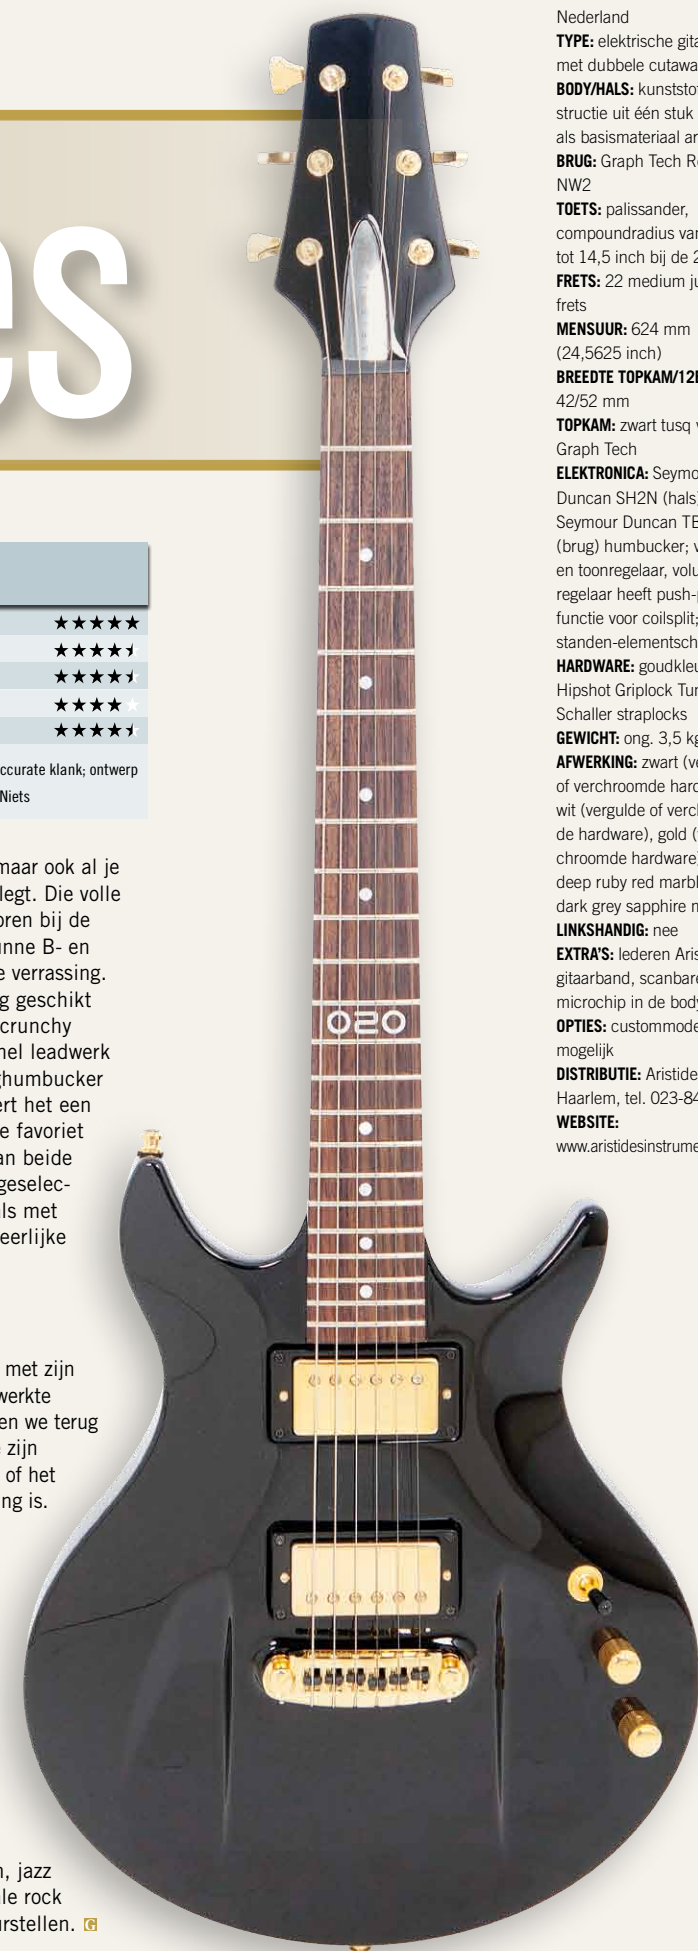 es
ccurate klank; ontwerp
Niets
maar ook al je
legt. Die volle
oren bij de
unne B- en
e verrassing.
g geschikt
crunchy
nel leadwerk
ghumbucker
ert het een
e favoriet
an beide
geselec-
ls met
eerlijke
met zijn
werkte
en we terug
zijn
of het
ng is.
n, jazz
le rock
urstellen. G
020
Nederland
TYPE: elektrische gita
met dubbele cutawa
BODY/HALS: kunststo
structie uit één stuk
als basismateriaal ar
BRUG: Graph Tech R
NW2
TOETS: palissander,
compoundradius var
tot 14,5 inch bij de 2
FRETS: 22 medium ju
frets
MENSUUR: 624 mm
(24,5625 inch)
BREEDTE TOPKAM/12
42/52 mm
TOPKAM: zwart tusq v
Graph Tech
ELEKTRONICA: Seymo
Duncan SH2N (hals)
Seymour Duncan TB
(brug) humbucker; v
en toonregelaar, volu
regelaar heeft push-p
functie voor coilsplit;
standen-elementsch
HARDWARE: goudkleu
Hipshot Griplock Tun
Schaller straplocks
GEWICHT: ong. 3,5 kg
AFWERKING: zwart (ve
of verchroomde hard
wit (vergulde of verc
de hardware), gold (
chroomde hardware)
deep ruby red marbl
dark grey sapphire n
LINKSHANDIG: nee
EXTRA'S: lederen Aris
gitaarband, scanbare
microchip in de body
OPTIES: custommode
mogelijk
DISTRIBUTIE: Aristide
Haarlem, tel. 023-84
WEBSITE:
www.aristidesinstrume